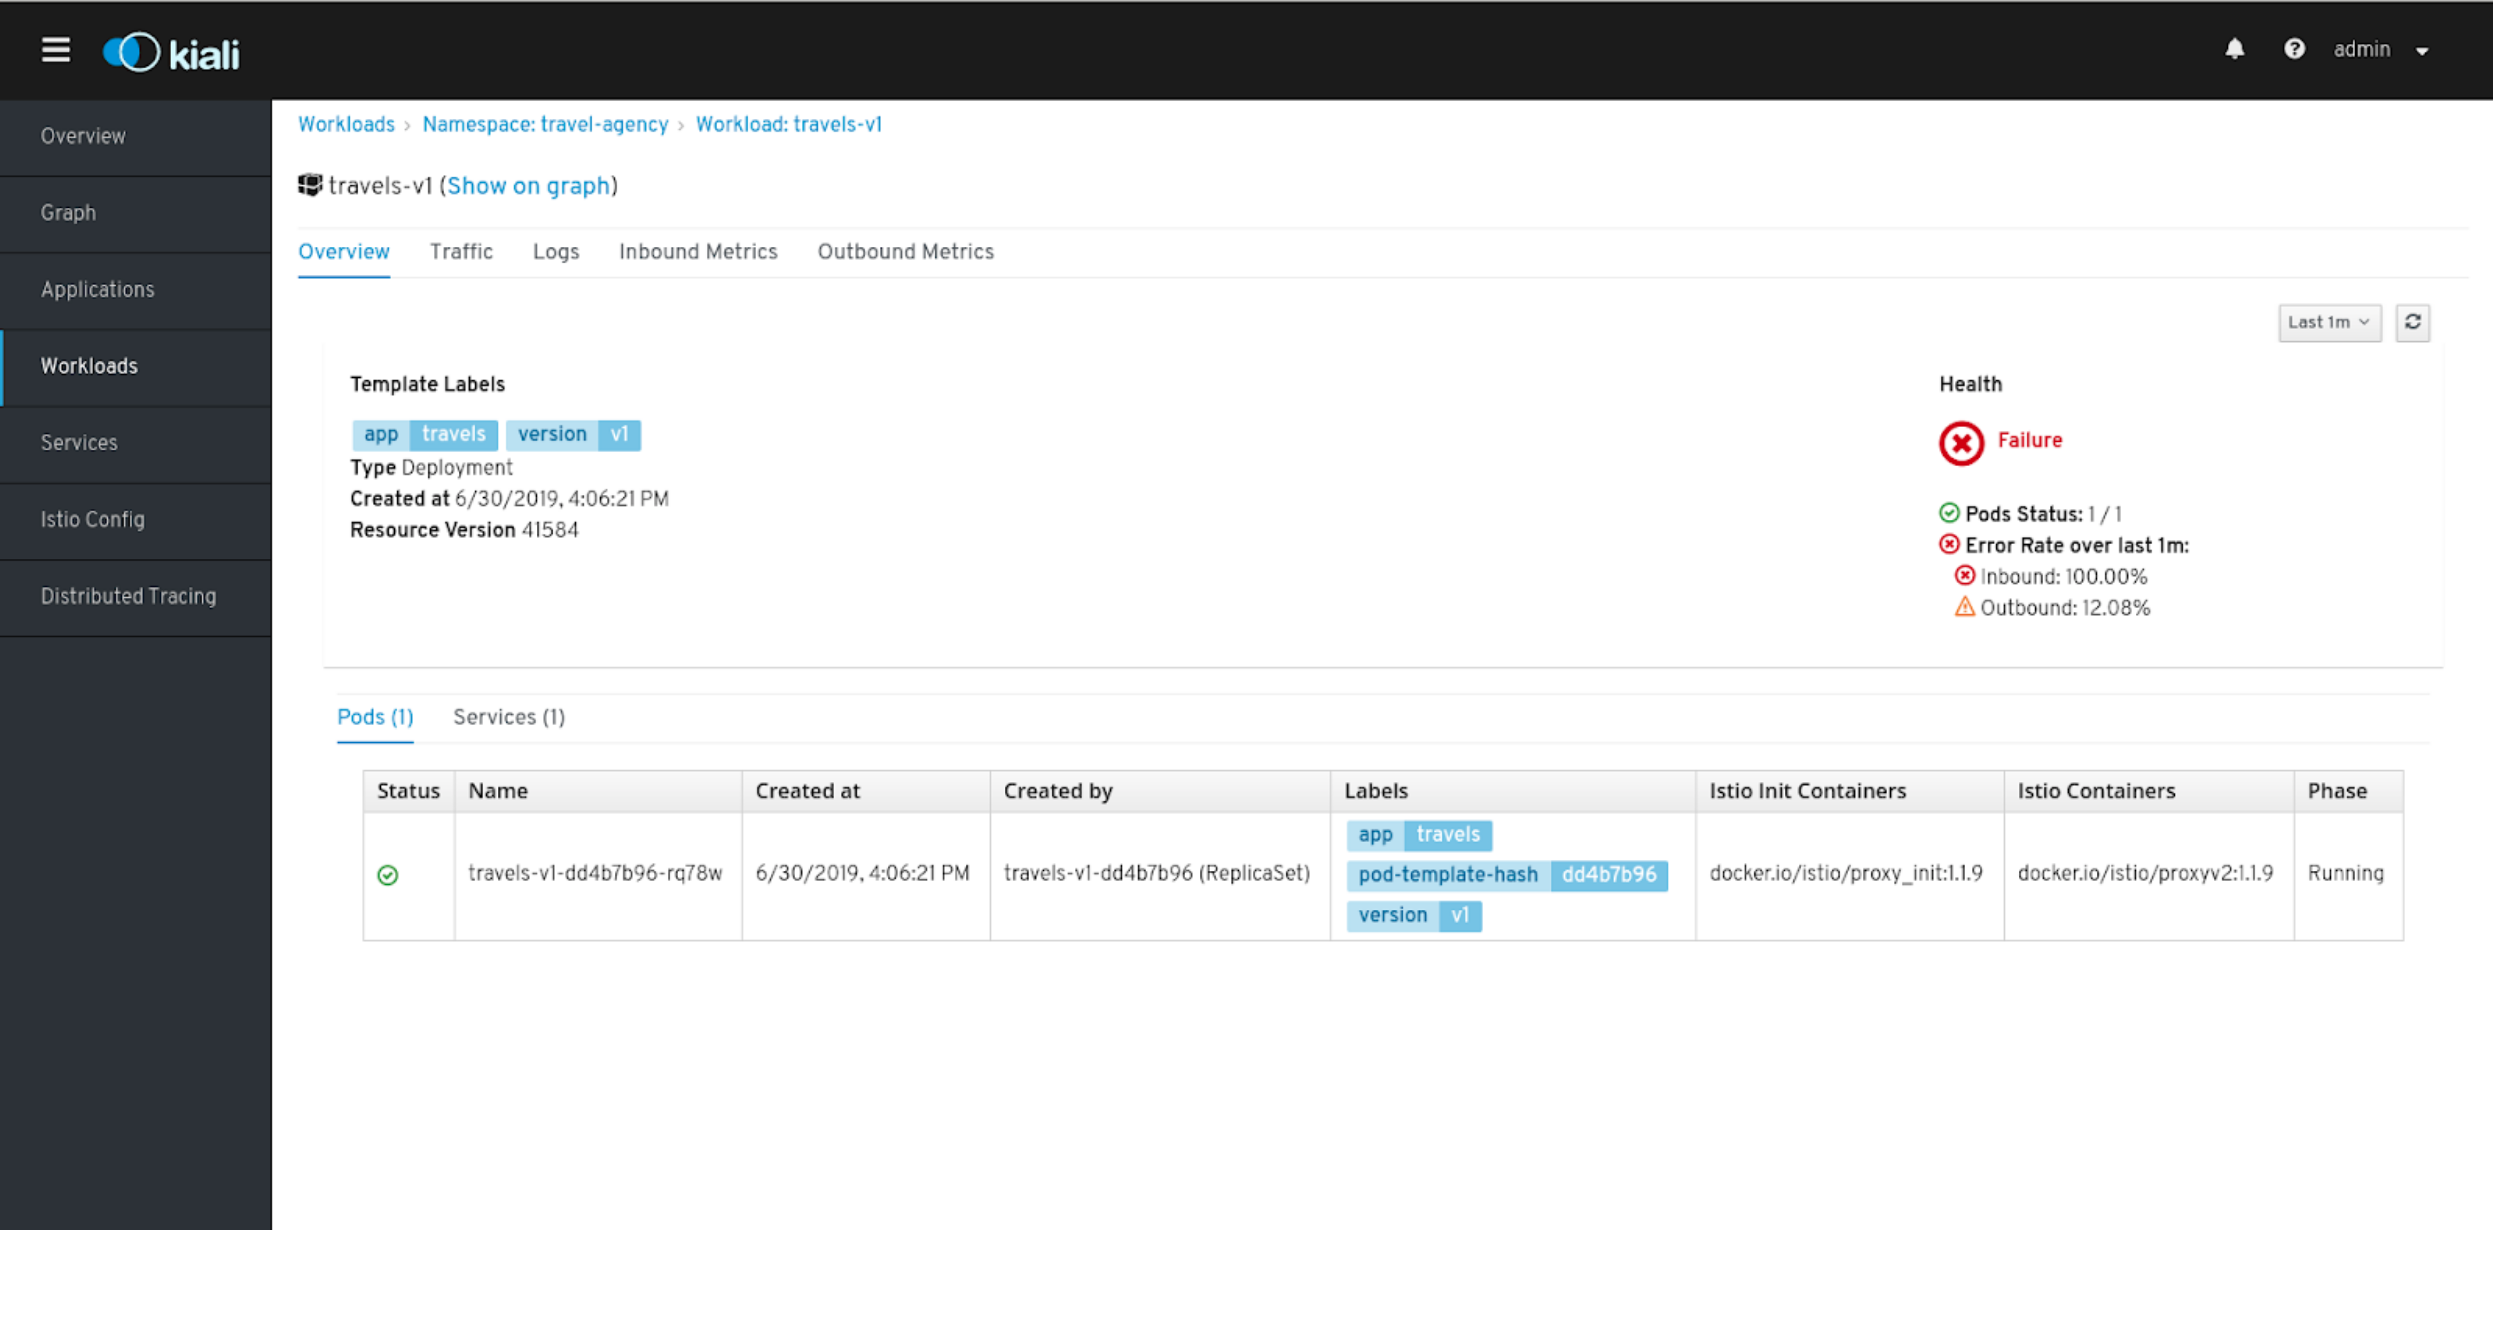 kiali
admin
Overview
Graph
Applications
Workloads
Services
Istio Config
Distributed Tracing
Workloads › Namespace: travel-agency › Workload: travels-v1
travels-v1 (Show on graph)
Overview Traffic Logs Inbound Metrics Outbound Metrics
Last 1m
Template Labels
app travels version v1
Type Deployment
Created at 6/30/2019, 4:06:21 PM
Resource Version 41584
Health
Failure
Pods Status: 1 / 1
Error Rate over last 1m:
Inbound: 100.00%
Outbound: 12.08%
Pods (1) Services (1)
Status Name Created at Created by Labels Istio Init Containers Istio Containers Phase
app travels
travels-v1-dd4b7b96-rq78w 6/30/2019, 4:06:21 PM travels-v1-dd4b7b96 (ReplicaSet) pod-template-hash dd4b7b96 docker.io/istio/proxy_init:1.1.9 docker.io/istio/proxyv2:1.1.9 Running
version v1